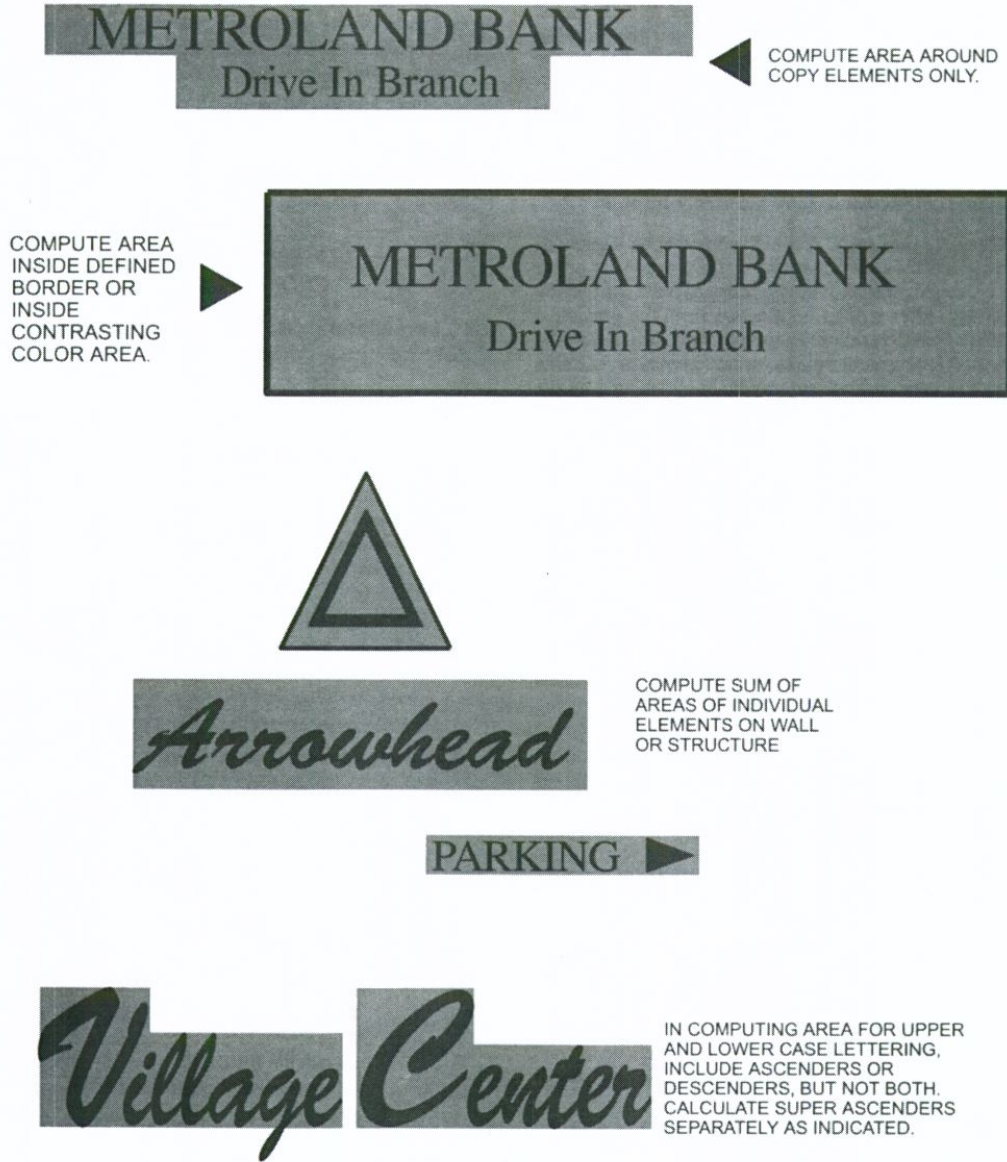 METROLAND BANK
Drive In Branch
COMPUTE AREA AROUND
COPY ELEMENTS ONLY.
COMPUTE AREA
INSIDE DEFINED
BORDER OR
INSIDE
CONTRASTING
COLOR AREA.
METROLAND BANK
Drive In Branch
Arrowhead
COMPUTE SUM OF
AREAS OF INDIVIDUAL
ELEMENTS ON WALL
OR STRUCTURE
PARKING
Village Center
IN COMPUTING AREA FOR UPPER
AND LOWER CASE LETTERING,
INCLUDE ASCENDERS OR
DESCENDERS, BUT NOT BOTH.
CALCULATE SUPER ASCENDERS
SEPARATELY AS INDICATED.